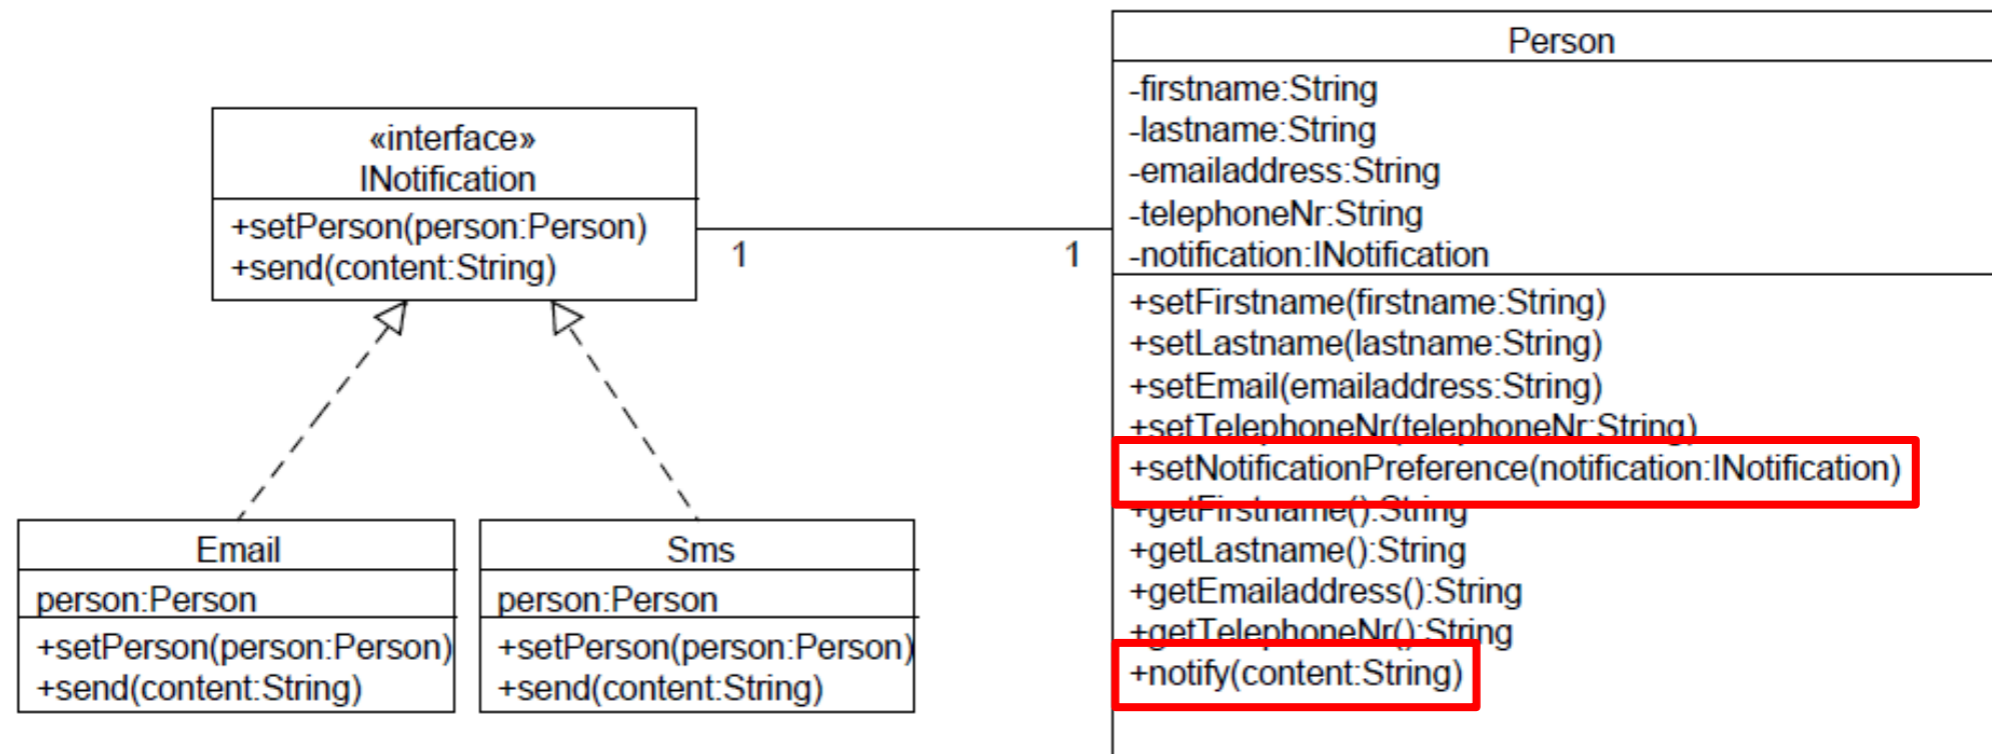 «interface»
INotification
+setPerson(person:Person)
+send(content:String)
1
1
Person
-firstname:String
-lastname:String
-emailaddress:String
-telephoneNr:String
-notification:INotification
+setFirstname(firstname:String)
+setLastname(lastname:String)
+setEmail(emailaddress:String)
+setTelephoneNr(telephoneNr:String)
+setNotificationPreference(notification:INotification)
+getFirstname():String
+getLastname():String
+getEmailaddress():String
+getTelephoneNr():String
+notify(content:String)
Email
person:Person
+setPerson(person:Person)
+send(content:String)
Sms
person:Person
+setPerson(person:Person)
+send(content:String)